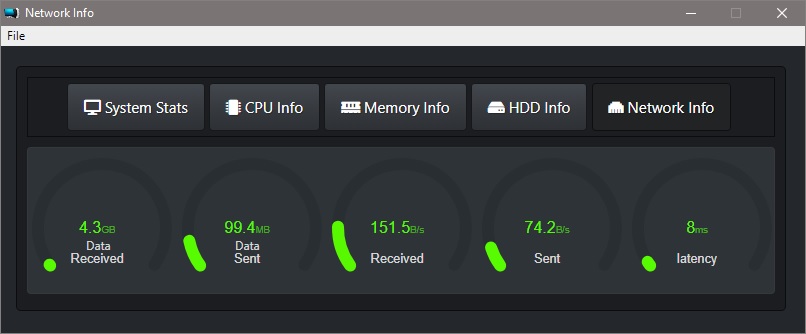 Network Info
File
System Stats CPU Info Memory Info HDD Info Network Info
4.3GB 99.4MB 151.5B/s 74.2B/s 8ms
Data Data
Received Sent Received Sent latency